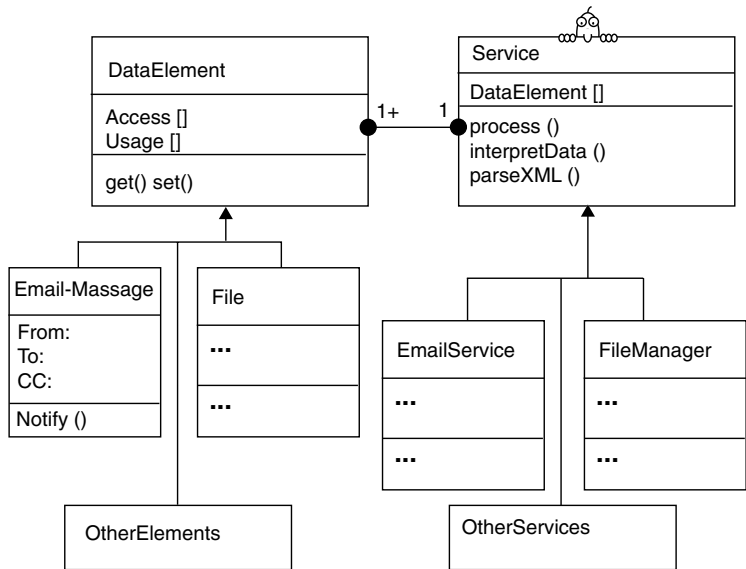 DataElement
Access []
Usage []
get() set()
1+
1
Service
DataElement []
process ()
interpretData ()
parseXML ()
Email-Massage
From:
To:
CC:
Notify ()
File
...
...
EmailService
...
...
FileManager
...
...
OtherElements
OtherServices